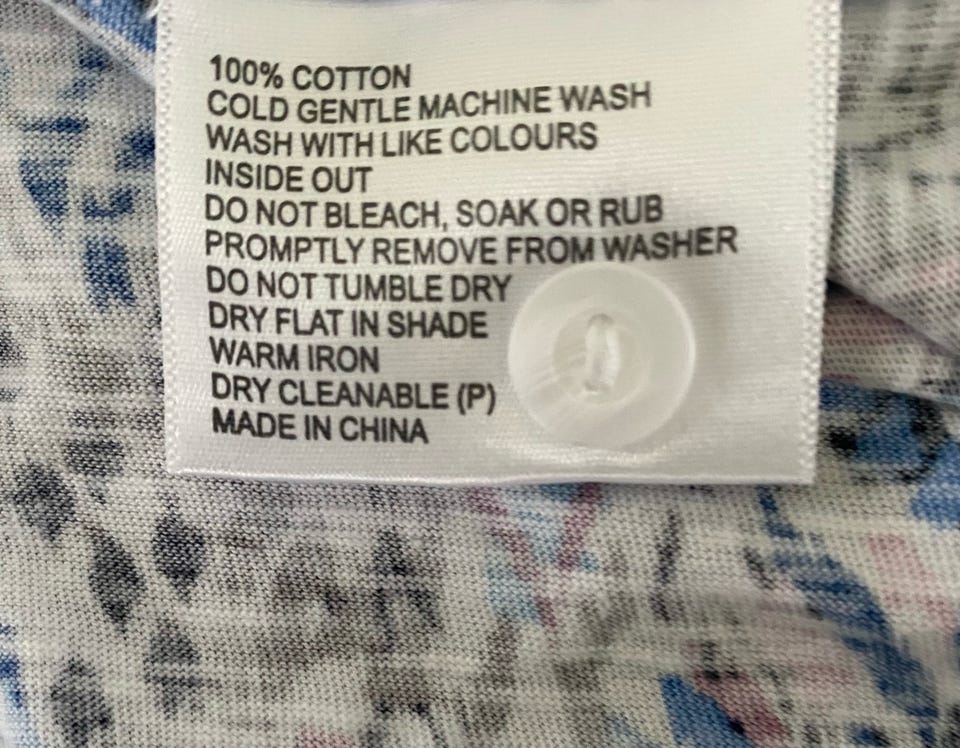 100% COTTON
COLD GENTLE MACHINE WASH
WASH WITH LIKE COLOURS
INSIDE OUT
DO NOT BLEACH, SOAK OR RUB
PROMPTLY REMOVE FROM WASHER
DO NOT TUMBLE DRY
DRY FLAT IN SHADE
WARM IRON
DRY CLEANABLE (P)
MADE IN CHINA